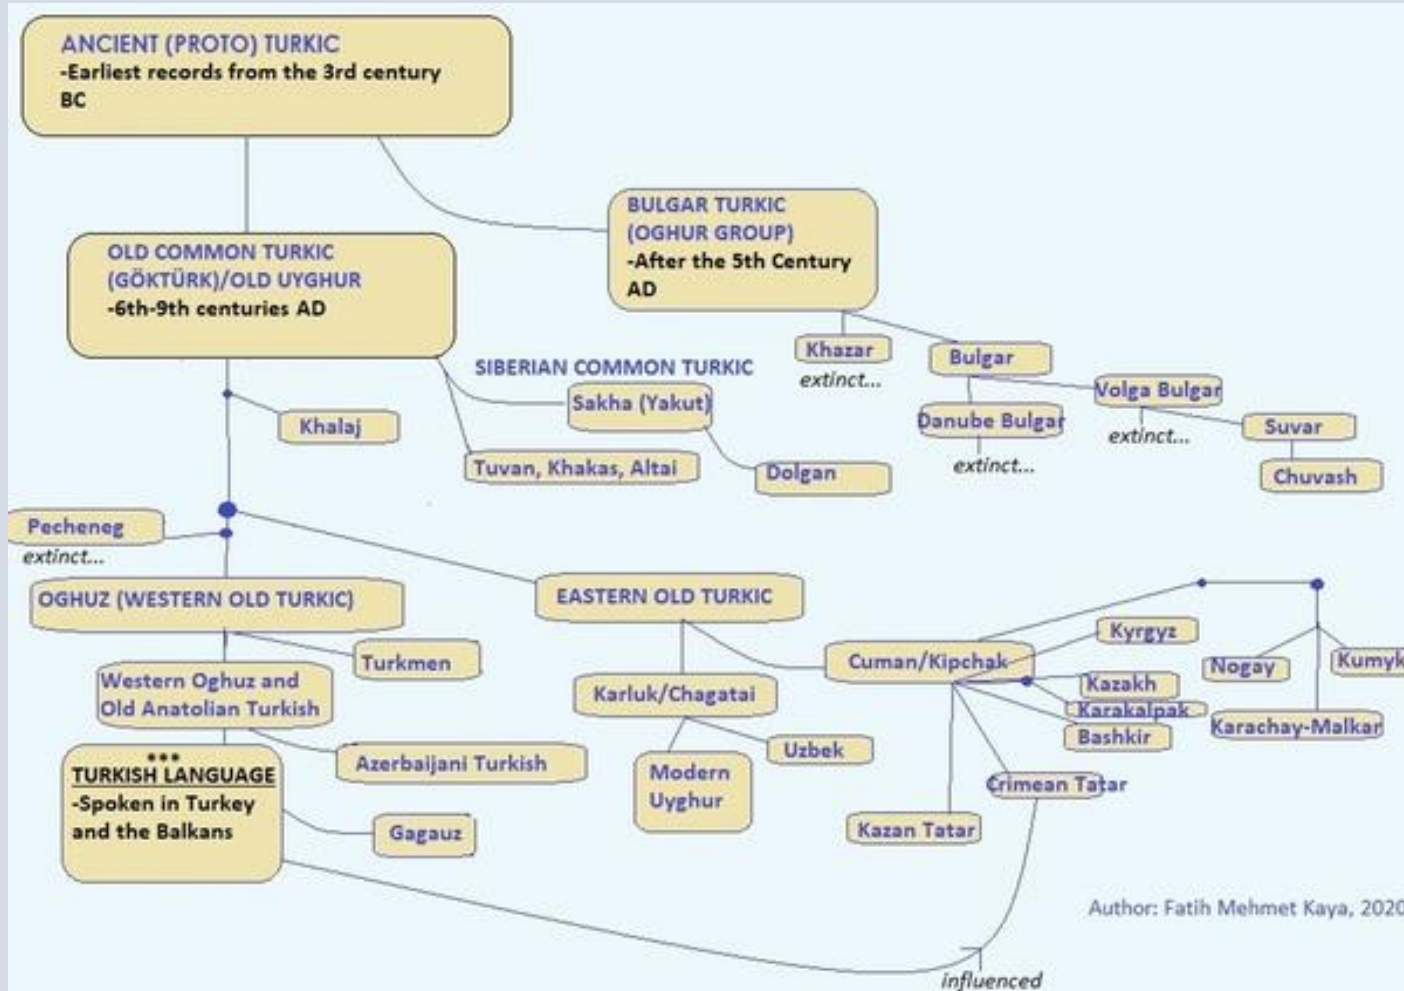 ANCIENT (PROTO) TURKIC
-Earliest records from the 3rd century
BC
BULGAR TURKIC
(OGHUR GROUP)
-After the 5th Century
AD
OLD COMMON TURKIC
(GÖKTÜRK)/OLD UYGHUR
-6th-9th centuries AD
Khazar
extinct...
Bulgar
Volga Bulgar
extinct...
Danube Bulgar
extinct...
Suvar
Chuvash
SIBERIAN COMMON TURKIC
Sakha (Yakut)
Khalaj
Tuvan, Khakas, Altai
Dolgan
Pecheneg
extinct...
OGHUZ (WESTERN OLD TURKIC)
EASTERN OLD TURKIC
Turkmen
Western Oghuz and
Old Anatolian Turkish
Karluk/Chagatai
Cuman/Kipchak
Kyrgyz
Kazakh
Karakalpak
Bashkir
Nogay
Kumyk
Karachay-Malkar
•••
TURKISH LANGUAGE
-Spoken in Turkey
and the Balkans
Azerbaijani Turkish
Gagauz
Modern
Uyghur
Uzbek
Crimean Tatar
Kazan Tatar
Author: Fatih Mehmet Kaya, 2020
influenced